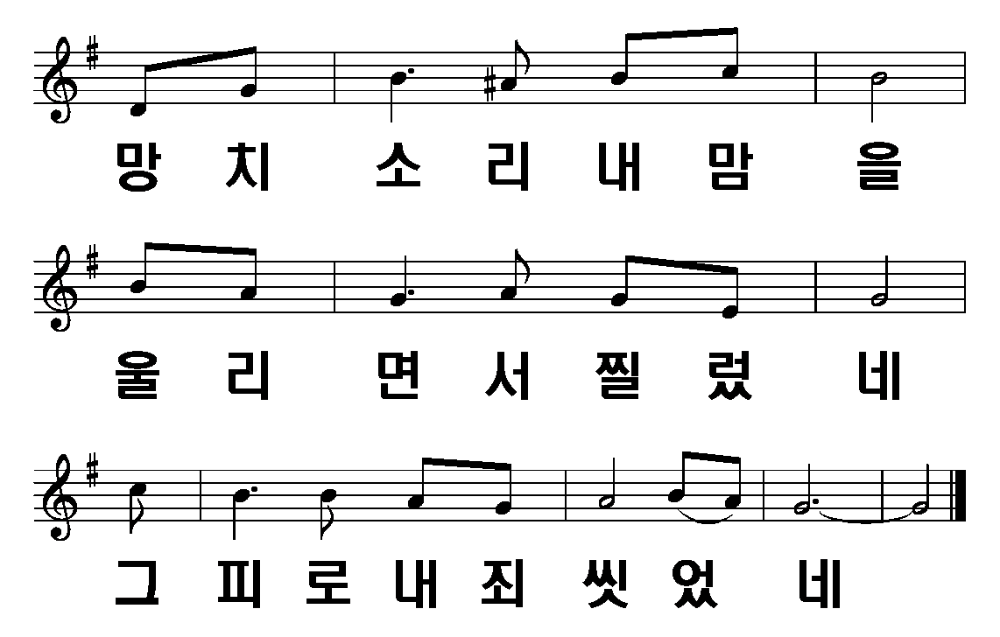 망 치 소 리 내 맘 을
울 리 면 서 찔 렀 네
그 피 로 내 죄 씻 었 네